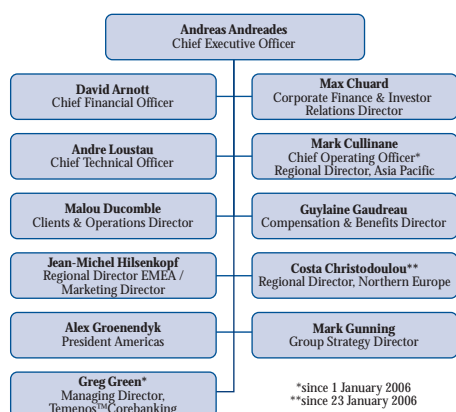 Andreas Andreades
Chief Executive Officer
David Arnott
Chief Financial Officer
Max Chuard
Corporate Finance & Investor
Relations Director
Andre Loustau
Chief Technical Officer
Mark Cullinane
Chief Operating Officer*
Regional Director, Asia Pacific
Malou Ducomble
Clients & Operations Director
Guylaine Gaudreau
Compensation & Benefits Director
Jean-Michel Hilsenkopf
Regional Director EMEA /
Marketing Director
Costa Christodoulou**
Regional Director, Northern Europe
Alex Groenendyk
President Americas
Mark Gunning
Group Strategy Director
Greg Green*
Managing Director,
Temenos™Corebanking
*since 1 January 2006
**since 23 January 2006